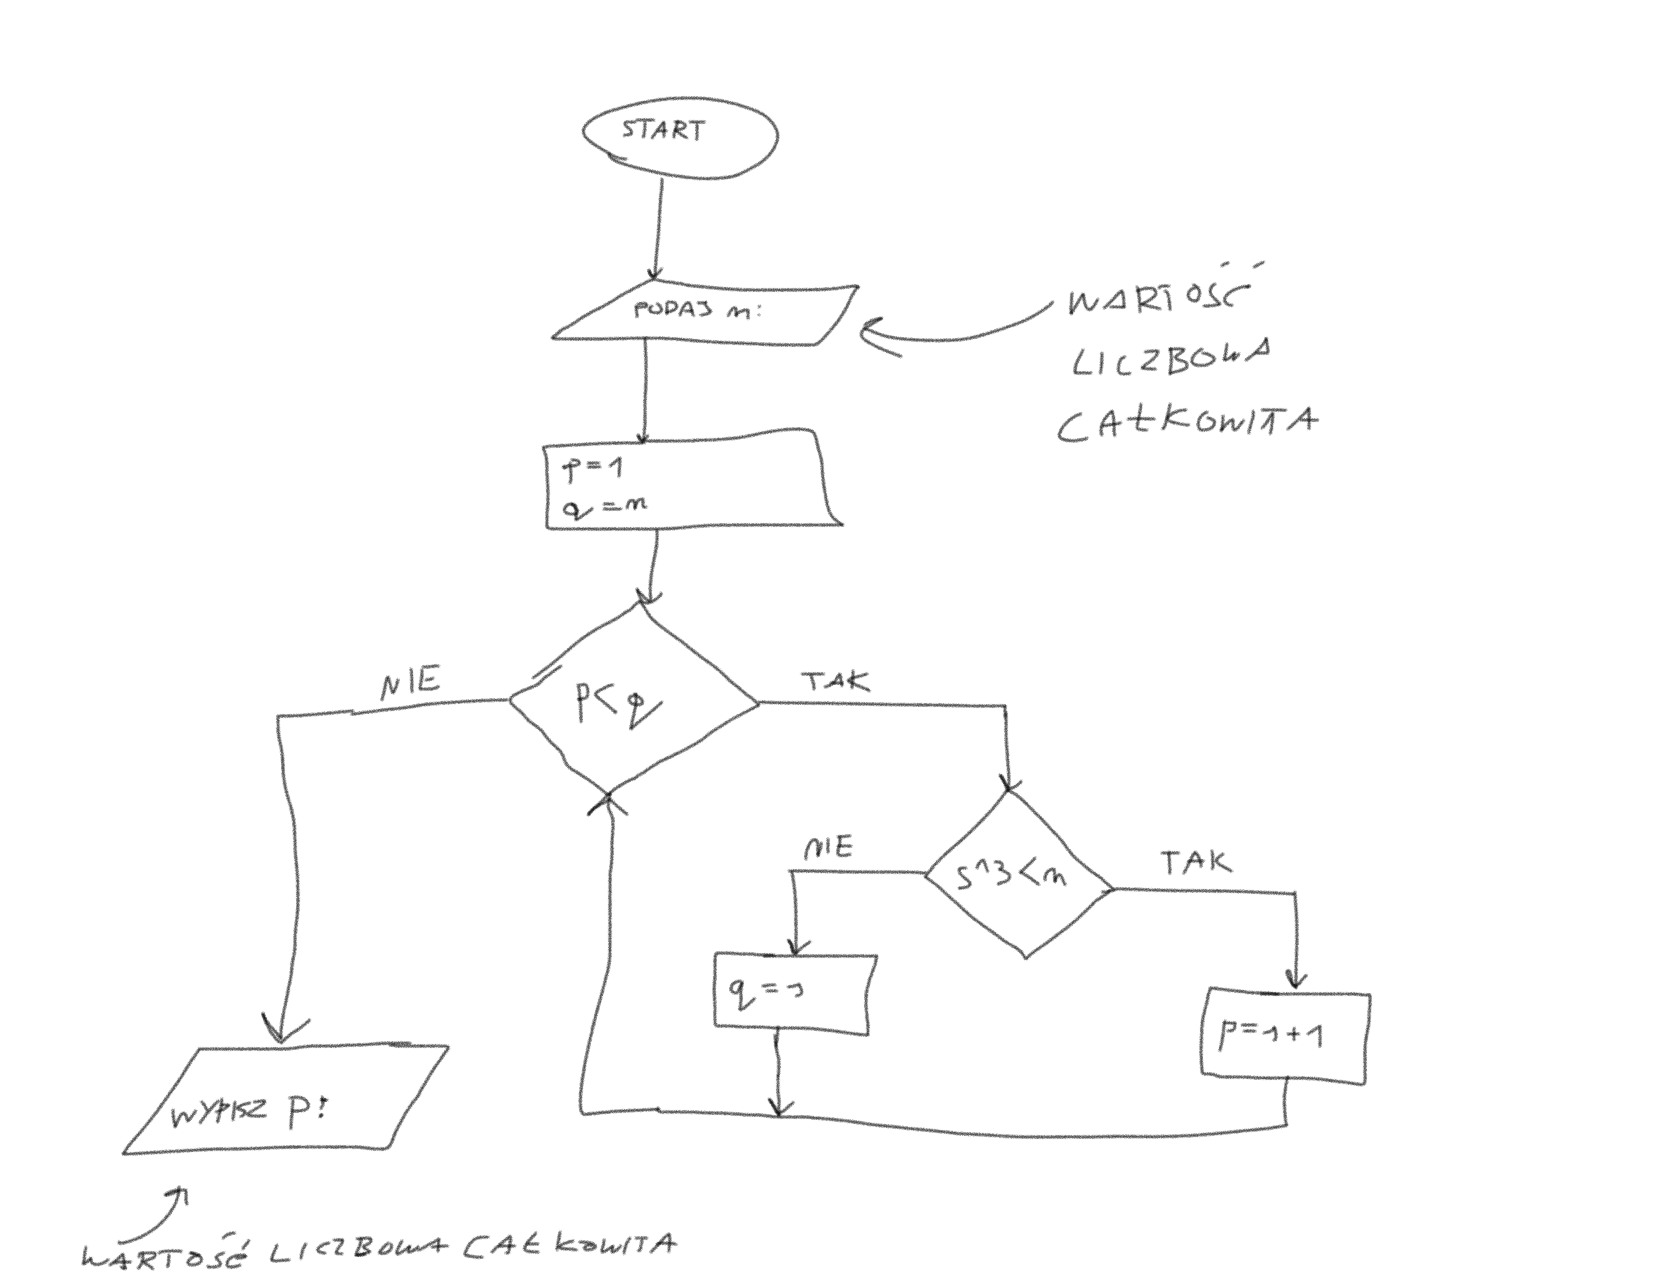 START
PODAJ n:
WARTOŚĆ
LICZBOWA
CAŁKOWITA
p=1
q=n
NIE
p<q
TAK
NIE
s^3<n
TAK
q=s
p=s+1
WYPISZ p:
WARTOŚĆ LICZBOWA CAŁKOWITA